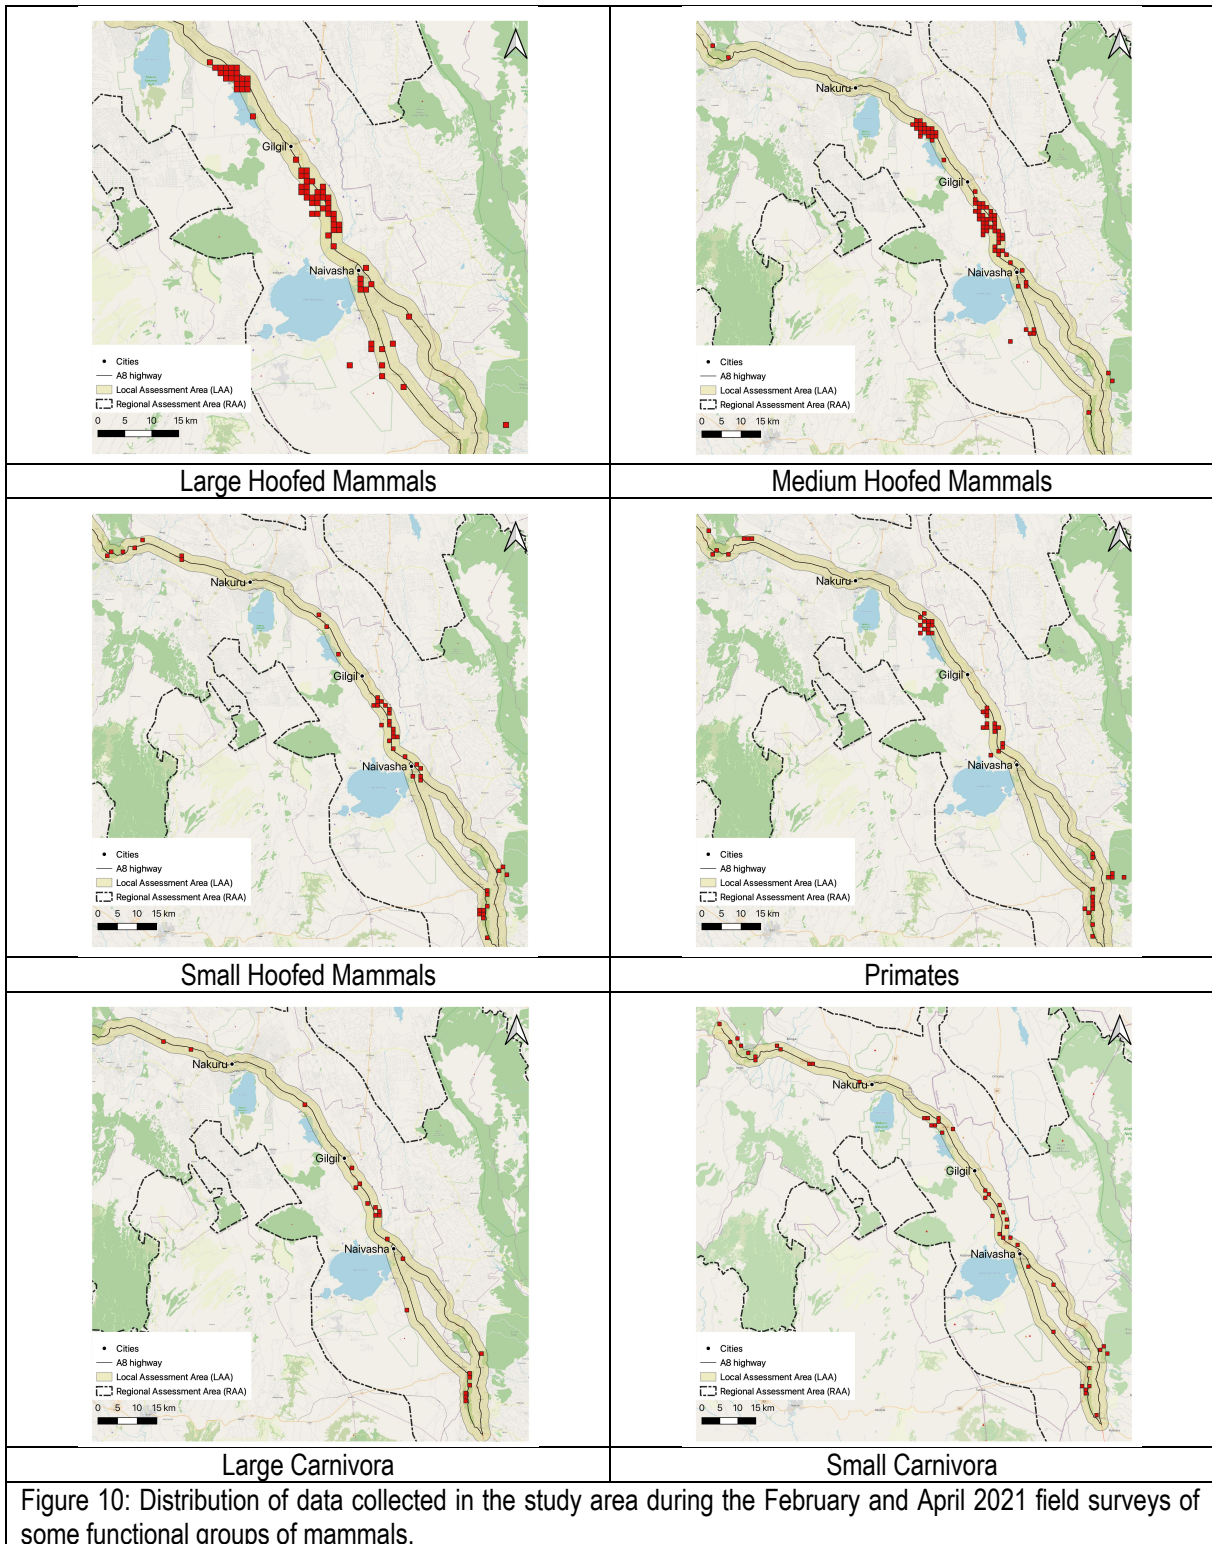 Gilgil
Naivasha
Cities
A8 highway
Local Assessment Area (LAA)
Regional Assessment Area (RAA)
0 5 10 15 km
Nakuru
Gilgil
Naivasha
Cities
A8 highway
Local Assessment Area (LAA)
Regional Assessment Area (RAA)
0 5 10 15 km
Large Hoofed Mammals
Medium Hoofed Mammals
Nakuru
Gilgil
Naivasha
Cities
A8 highway
Local Assessment Area (LAA)
Regional Assessment Area (RAA)
0 5 10 15 km
Nakuru
Gilgil
Naivasha
Cities
A8 highway
Local Assessment Area (LAA)
Regional Assessment Area (RAA)
0 5 10 15 km
Small Hoofed Mammals
Primates
Nakuru
Gilgil
Naivasha
Cities
A8 highway
Local Assessment Area (LAA)
Regional Assessment Area (RAA)
0 5 10 15 km
Nakuru
Gilgil
Naivasha
Cities
A8 highway
Local Assessment Area (LAA)
Regional Assessment Area (RAA)
0 5 10 15 km
Large Carnivora
Small Carnivora
Figure 10: Distribution of data collected in the study area during the February and April 2021 field surveys of
some functional groups of mammals.